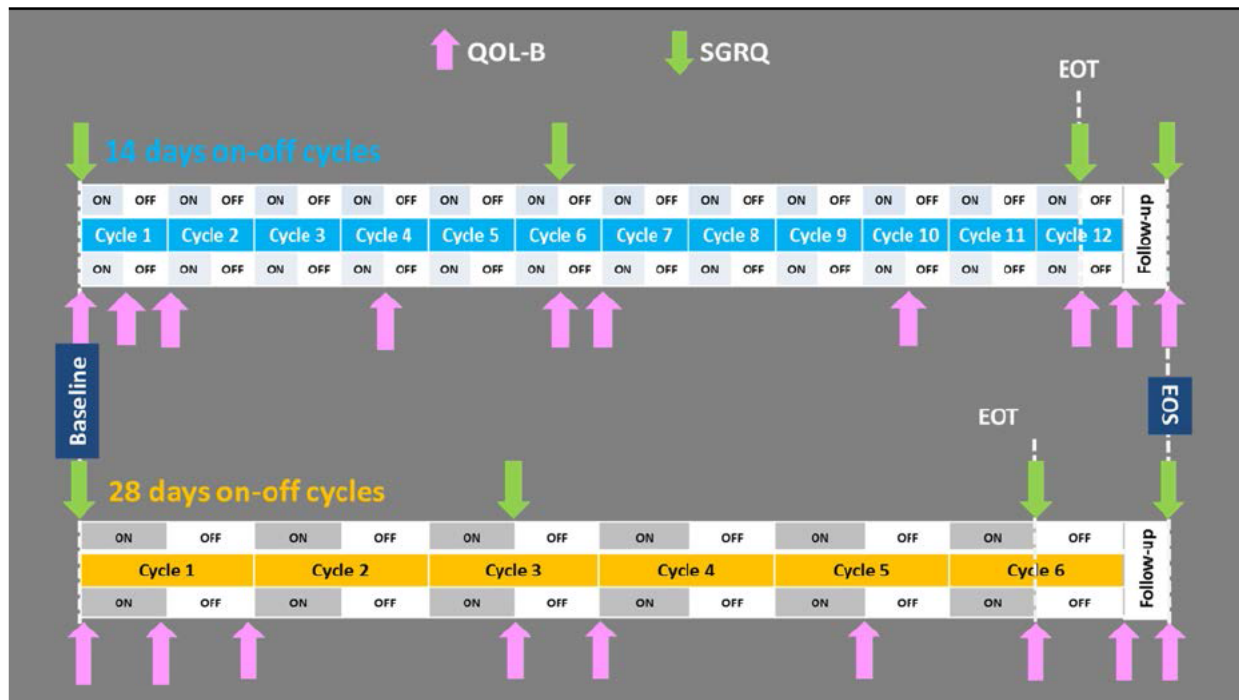 QOL-B SGRQ
EOT
14 days on-off cycles
ON OFF ON OFF ON OFF ON OFF ON OFF ON OFF ON OFF ON OFF ON OFF ON OFF ON OFF ON OFF
Cycle 1 Cycle 2 Cycle 3 Cycle 4 Cycle 5 Cycle 6 Cycle 7 Cycle 8 Cycle 9 Cycle 10 Cycle 11 Cycle 12
ON OFF ON OFF ON OFF ON OFF ON OFF ON OFF ON OFF ON OFF ON OFF ON OFF ON OFF ON OFF
Follow-up
Baseline
EOS
EOT
28 days on-off cycles
ON OFF ON OFF ON OFF ON OFF ON OFF ON OFF
Cycle 1 Cycle 2 Cycle 3 Cycle 4 Cycle 5 Cycle 6
ON OFF ON OFF ON OFF ON OFF ON OFF ON OFF
Follow-up